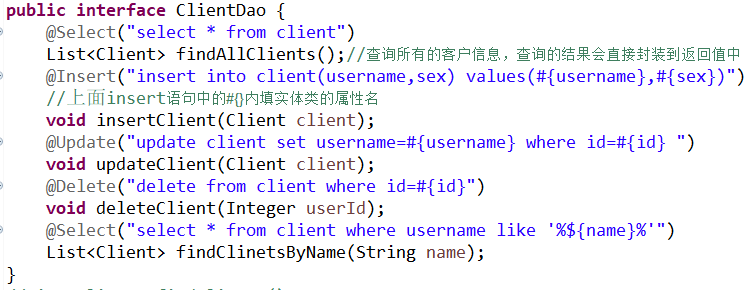 public interface ClientDao {
@Select("select * from client")
List<Client> findAllClients();//查询所有的客户信息，查询的结果会直接封装到返回值中
@Insert("insert into client(username,sex) values(#{username},#{sex})")
//上面insert语句中的#{}内填实体类的属性名
void insertClient(Client client);
@Update("update client set username=#{username} where id=#{id} ")
void updateClient(Client client);
@Delete("delete from client where id=#{id}")
void deleteClient(Integer userId);
@Select("select * from client where username like '%${name}%'")
List<Client> findClinetsByName(String name);
}